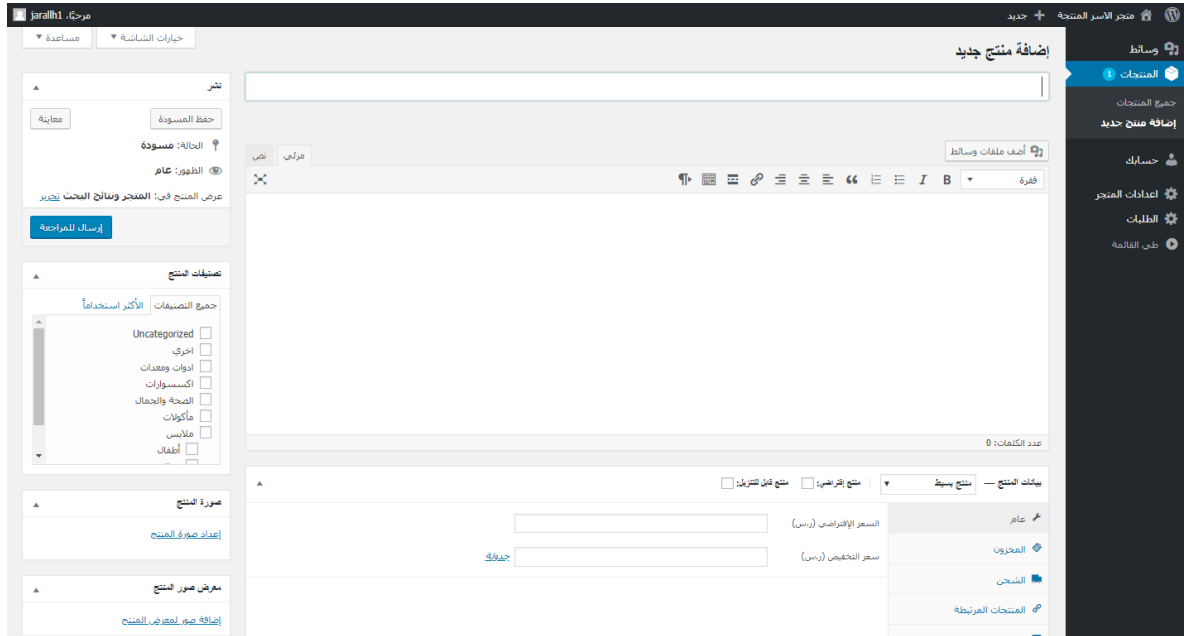 متجر الاسر المنتجة
جديد
مرحبًا، jarallh1
وسائط
المنتجات 1
جميع المنتجات
إضافة منتج جديد
حسابك
اعدادات المتجر
الطلبات
طي القائمة
خيارات الشاشة
مساعدة
إضافة منتج جديد
أضف ملفات وسائط
مرئي
نص
فقرة
B I
عدد الكلمات: 0
بيانات المنتج — منتج بسيط منتج إفتراضي: منتج قابل للتنزيل:
عام
المخزون
الشحن
المنتجات المرتبطة
السعر الإفتراضي (ر.س)
سعر التخفيض (ر.س) جدولة
نشر
حفظ المسودة معاينة
الحالة: مسودة
الظهور: عام
عرض المنتج في: المتجر ونتائج البحث تحرير
إرسال للمراجعة
تصنيفات المنتج
جميع التصنيفات الأكثر استخداماً
Uncategorized
اخري
ادوات ومعدات
اكسسوارات
الصحة والجمال
مأكولات
ملابس
أطفال
صورة المنتج
إعداد صورة المنتج
معرض صور المنتج
إضافة صور لمعرض المنتج